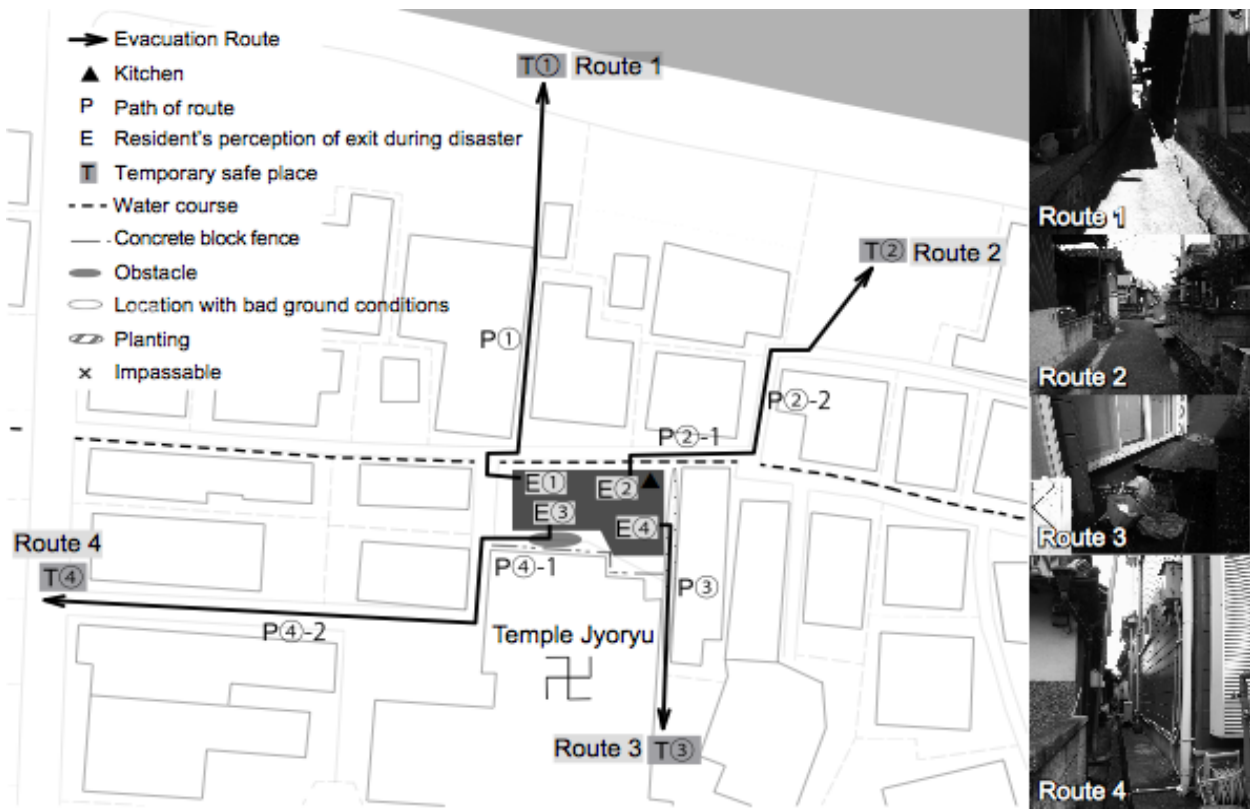 Evacuation Route
Kitchen
P Path of route
E Resident's perception of exit during disaster
T Temporary safe place
Water course
Concrete block fence
Obstacle
Location with bad ground conditions
Planting
× Impassable
T① Route 1
T② Route 2
P①
P②-2
P②-1
E①
E②
E③
E④
Route 4
T④
P④-1
P③
P④-2
Temple Jyoryu
Route 3 T③
Route 1
Route 2
Route 3
Route 4